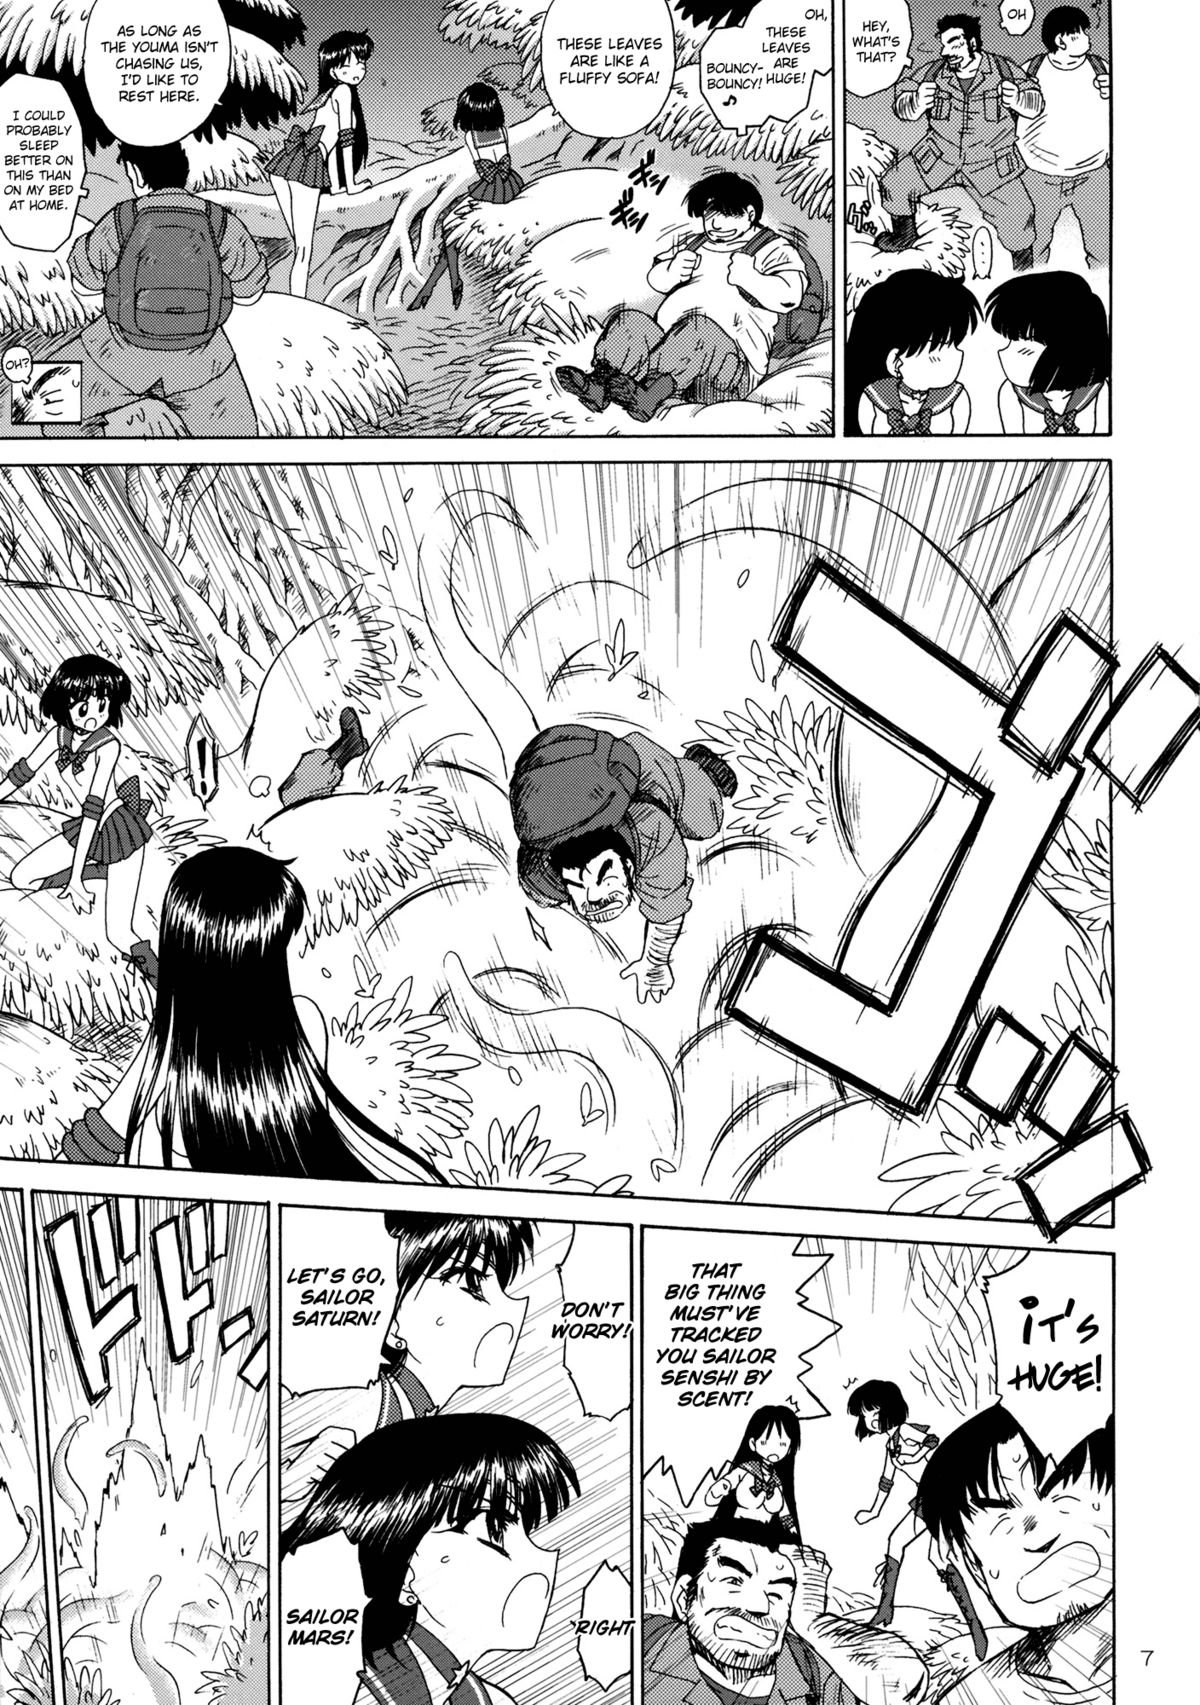 OH
HEY,
WHAT'S
THAT?
...
OH,
THESE
LEAVES
ARE
HUGE!
BOUNCY-
BOUNCY!
♪
THESE LEAVES
ARE LIKE A
FLUFFY SOFA!
AS LONG AS
THE YOUMA ISN'T
CHASING US,
I'D LIKE TO
REST HERE.
I COULD
PROBABLY
SLEEP
BETTER ON
THIS THAN
ON MY BED
AT HOME.
OH?
!!
IT'S
HUGE!
THAT
BIG THING
MUST'VE
TRACKED
YOU SAILOR
SENSHI BY
SCENT!
DON'T
WORRY!
LET'S GO,
SAILOR
SATURN!
RIGHT
SAILOR
MARS!
ドドド
7